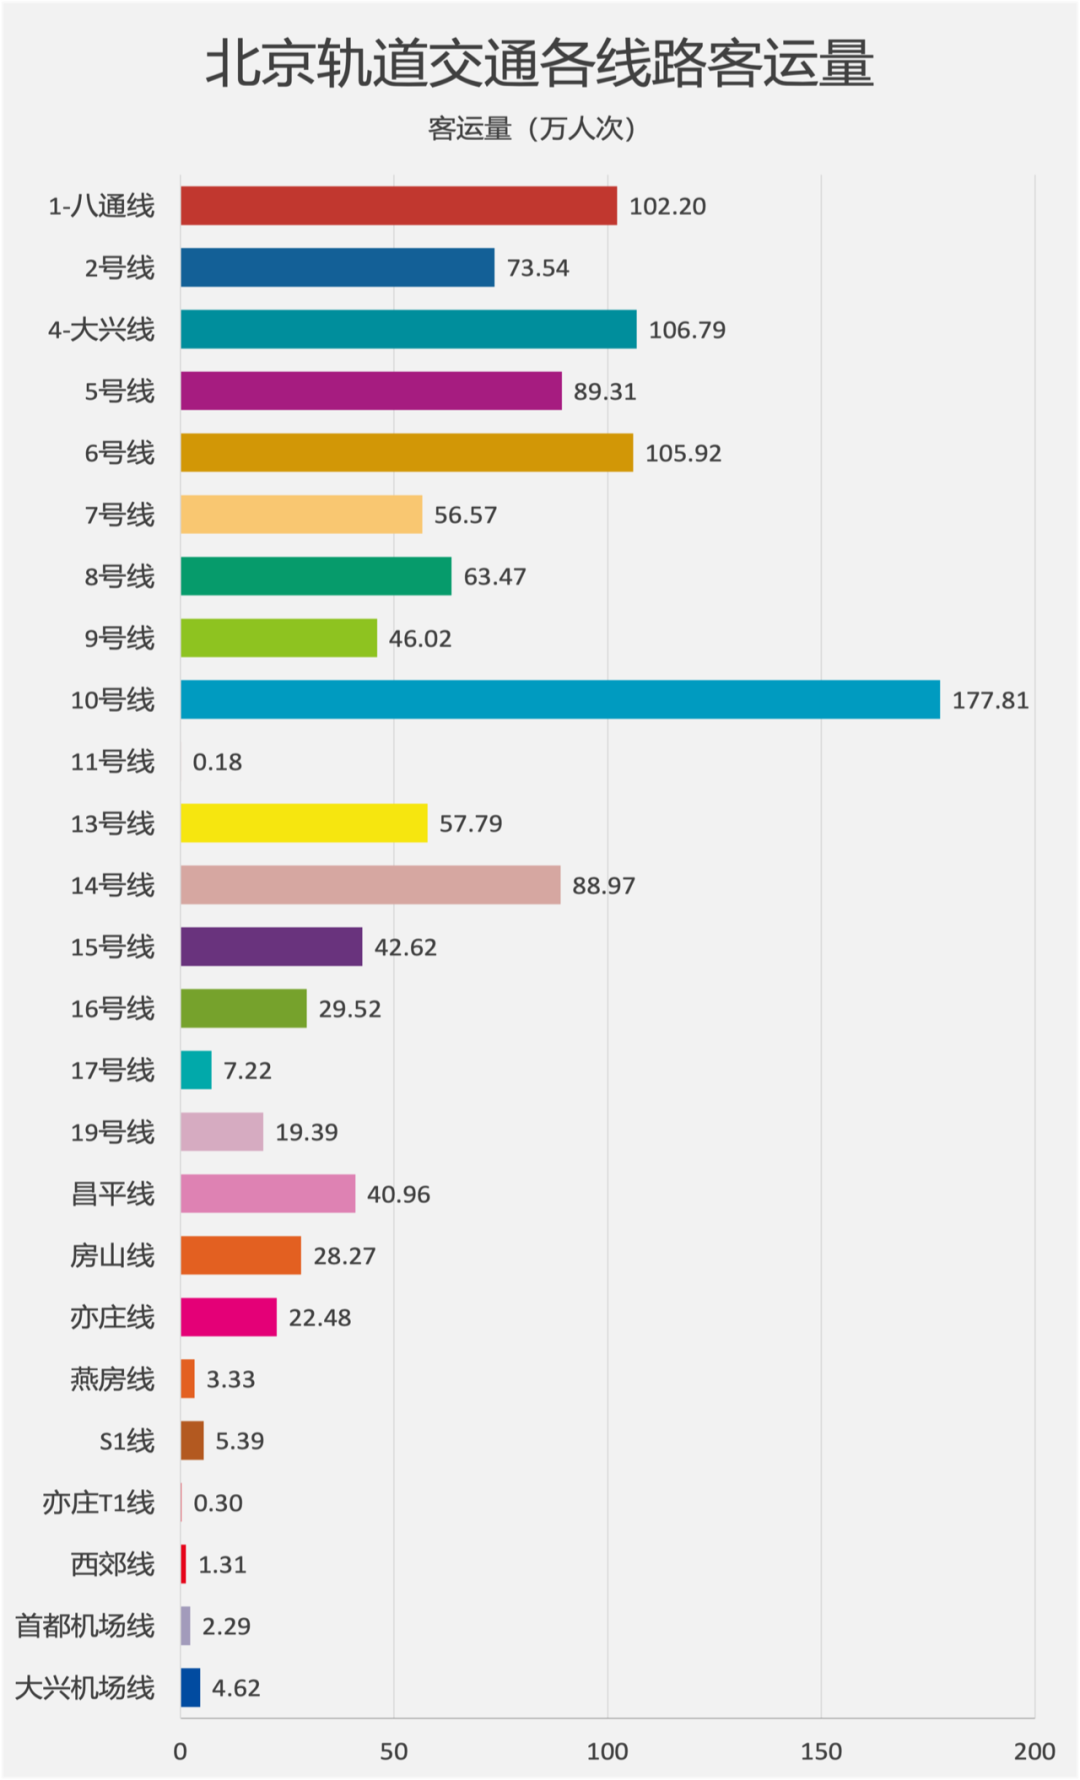 北京轨道交通各线路客运量
客运量（万人次）
1-八通线 102.20
2号线 73.54
4-大兴线 106.79
5号线 89.31
6号线 105.92
7号线 56.57
8号线 63.47
9号线 46.02
10号线 177.81
11号线 0.18
13号线 57.79
14号线 88.97
15号线 42.62
16号线 29.52
17号线 7.22
19号线 19.39
昌平线 40.96
房山线 28.27
亦庄线 22.48
燕房线 3.33
S1线 5.39
亦庄T1线 0.30
西郊线 1.31
首都机场线 2.29
大兴机场线 4.62
0 50 100 150 200